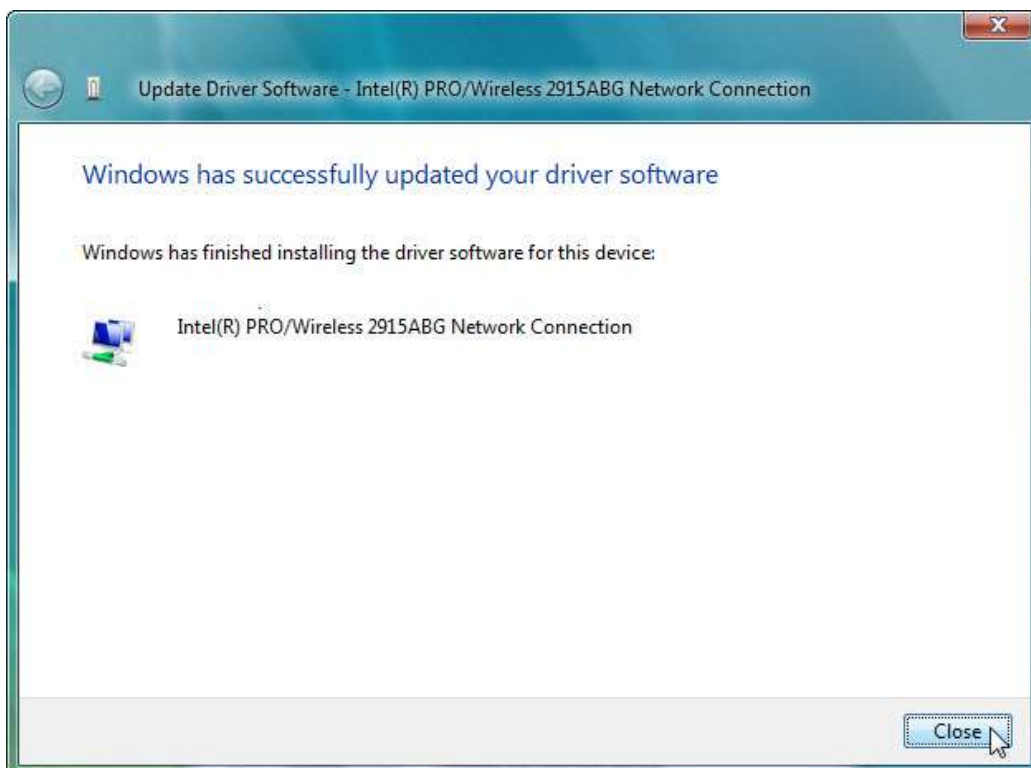 Update Driver Software - Intel(R) PRO/Wireless 2915ABG Network Connection
Windows has successfully updated your driver software
Windows has finished installing the driver software for this device:
Intel(R) PRO/Wireless 2915ABG Network Connection
Close